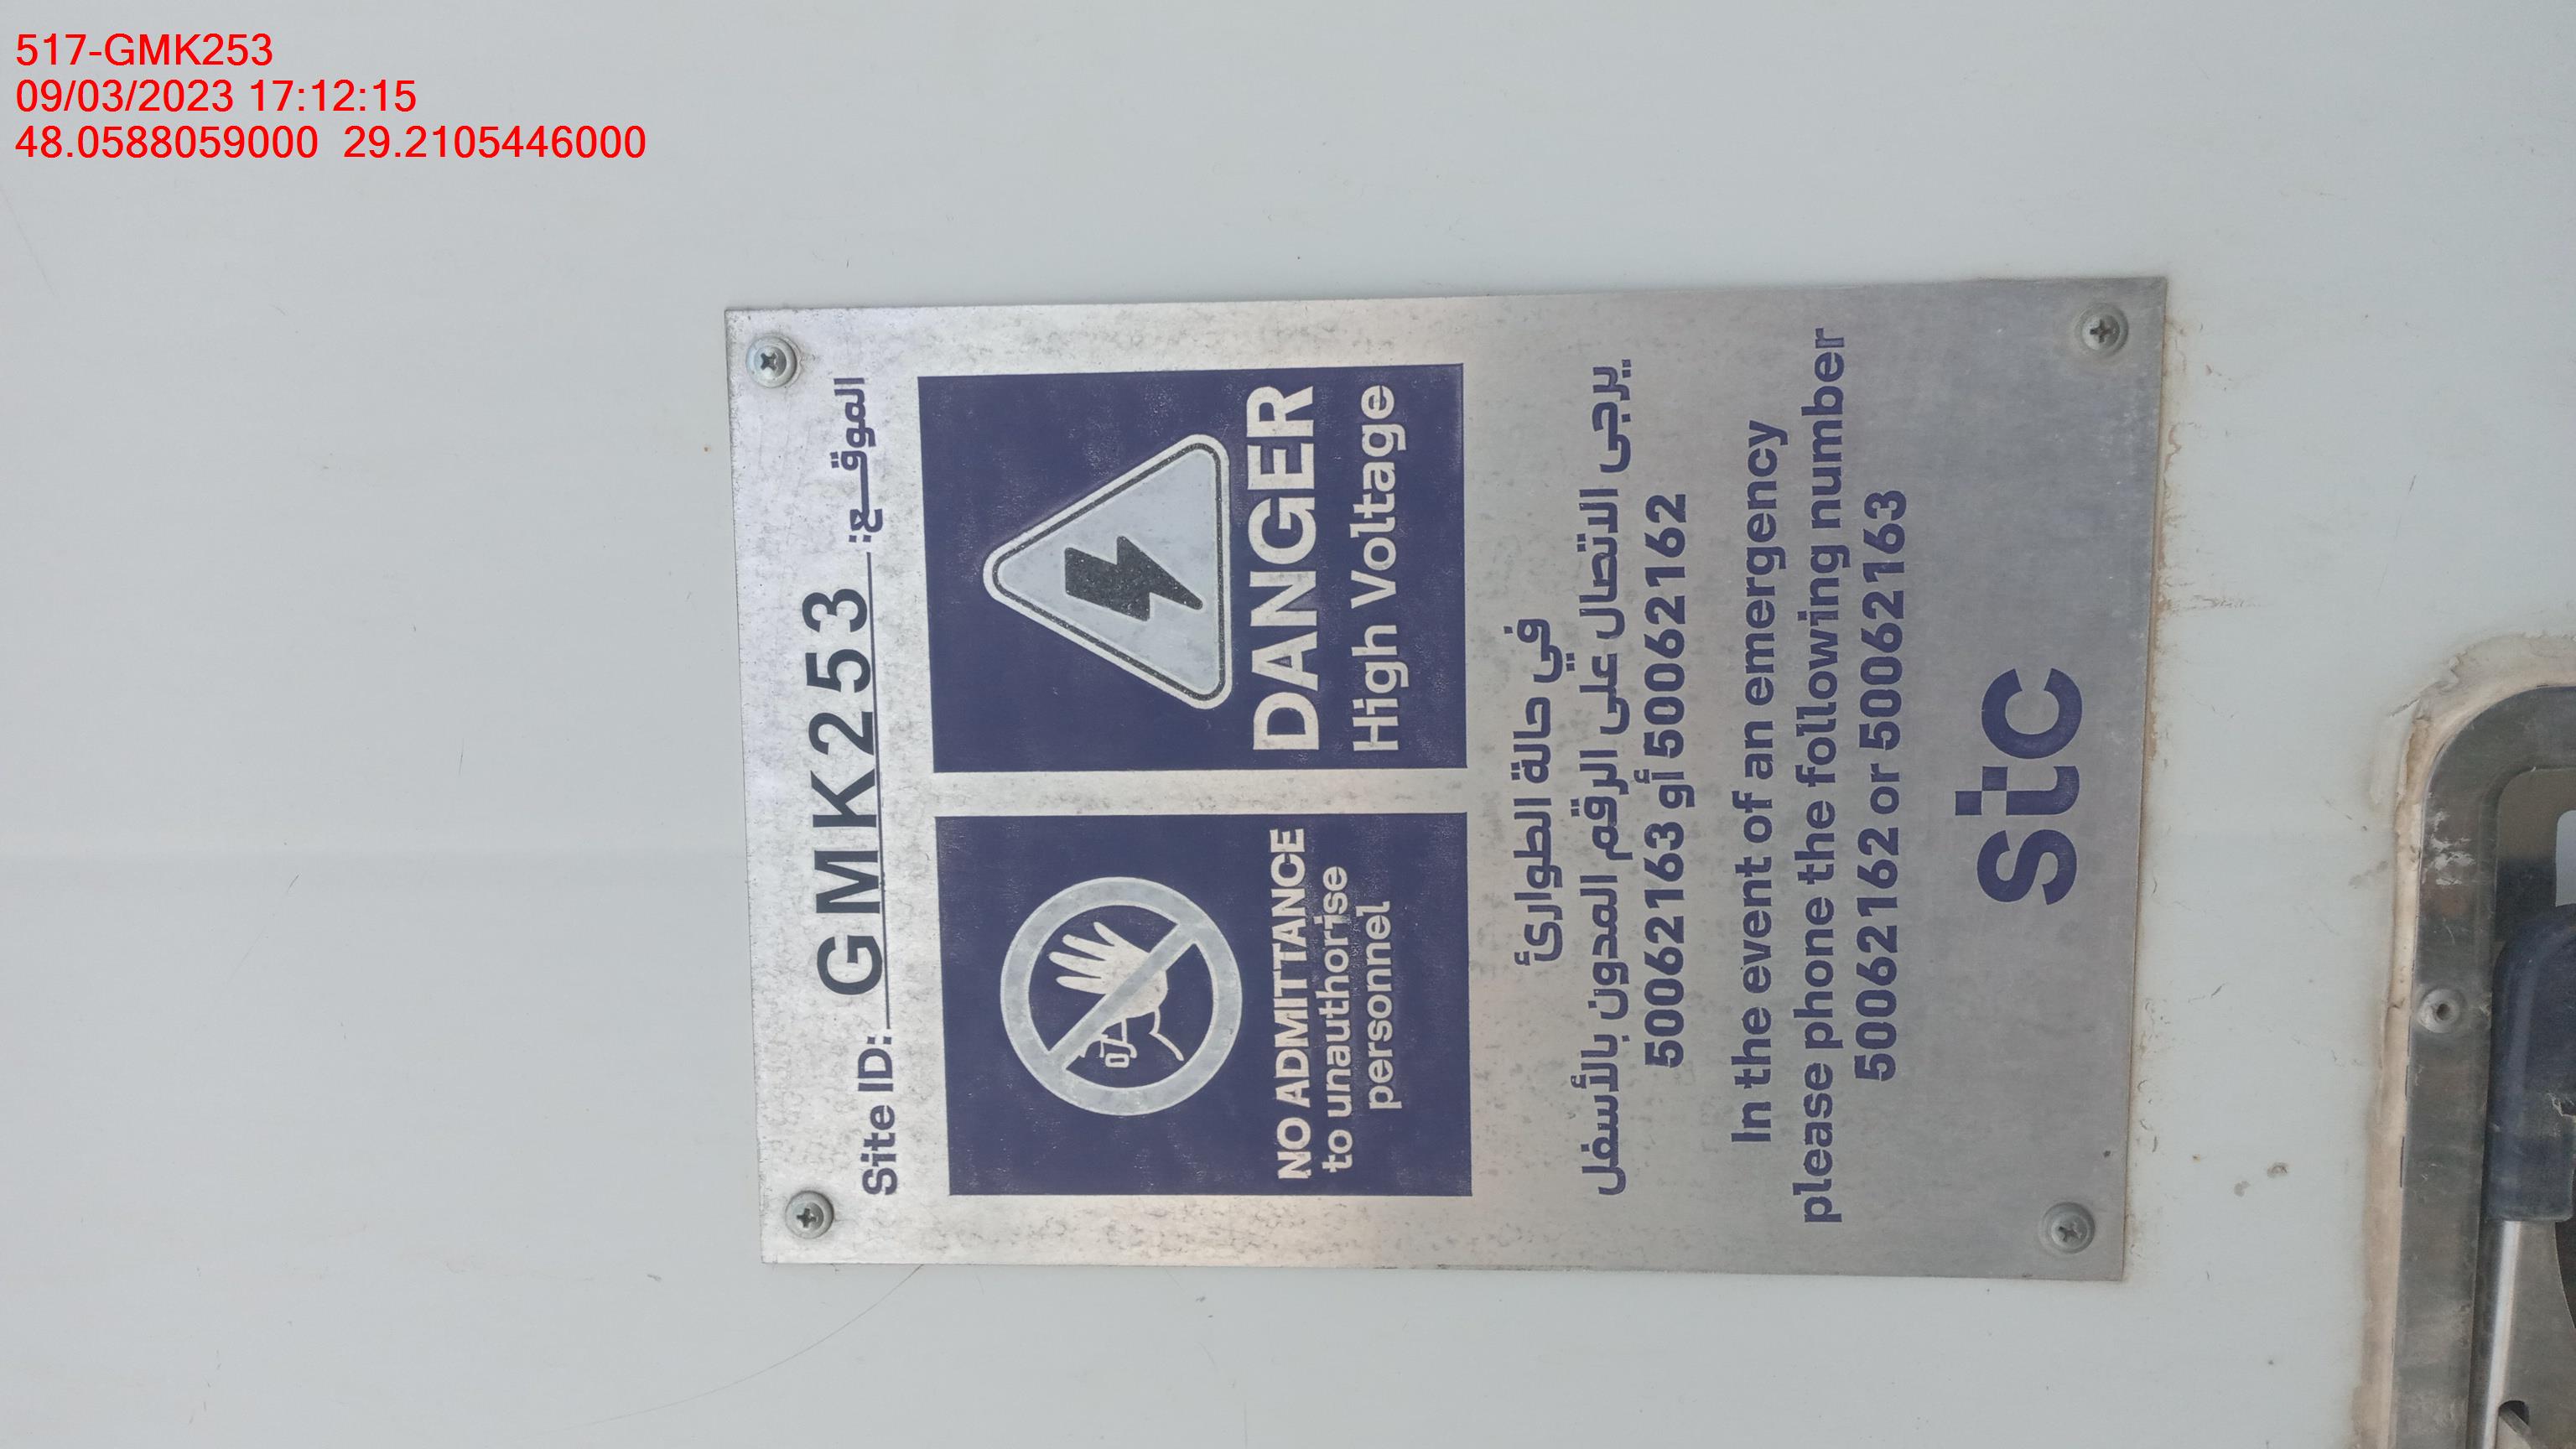 517-GMK253
09/03/2023 17:12:15
48.0588059000 29.2105446000
Site ID: GMK253 الموقـع:
NO ADMITTANCE
to unauthorise
personnel
DANGER
High Voltage
في حالة الطوارئ
يرجى الاتصال على الرقم المدون بالأسفل
50062163 أو 50062162
In the event of an emergency
please phone the following number
50062162 or 50062163
stc